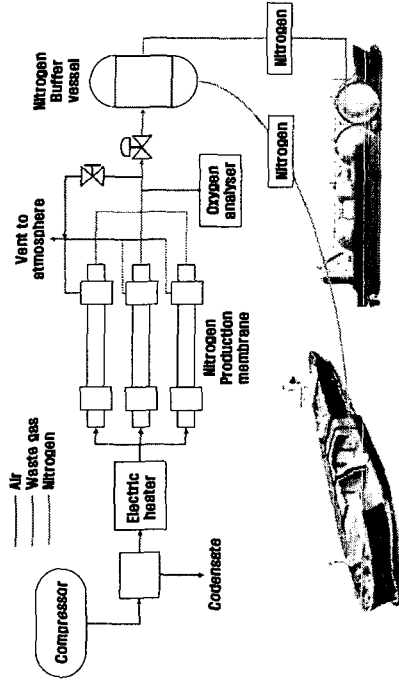 Air
Waste gas
Nitrogen
Compressor
Codensate
Electric
heater
Vent to
atmosphere
Nitrogen
Production
membrane
Oxygen
analyser
Nitrogen
Buffer
vessel
Nitrogen
Nitrogen